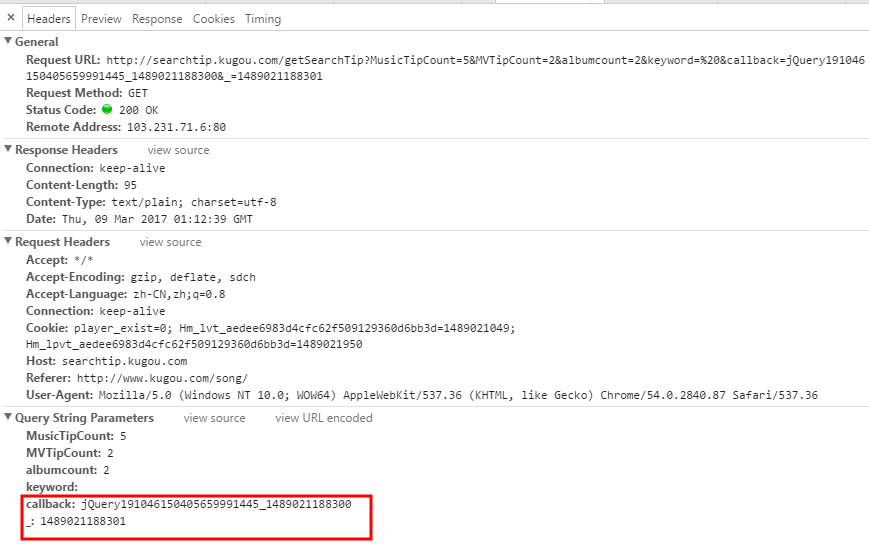 × Headers Preview Response Cookies Timing
General
Request URL: http://searchtip.kugou.com/getSearchTip?MusicTipCount=5&MVTipCount=2&albumcount=2&keyword=%20&callback=jQuery191046
150405659991445_1489021188300&_=1489021188301
Request Method: GET
Status Code: 200 OK
Remote Address: 103.231.71.6:80
Response Headers view source
Connection: keep-alive
Content-Length: 95
Content-Type: text/plain; charset=utf-8
Date: Thu, 09 Mar 2017 01:12:39 GMT
Request Headers view source
Accept: */*
Accept-Encoding: gzip, deflate, sdch
Accept-Language: zh-CN,zh;q=0.8
Connection: keep-alive
Cookie: player_exist=0; Hm_lvt_aedee6983d4cfc62f509129360d6bb3d=1489021049;
Hm_lpvt_aedee6983d4cfc62f509129360d6bb3d=1489021950
Host: searchtip.kugou.com
Referer: http://www.kugou.com/song/
User-Agent: Mozilla/5.0 (Windows NT 10.0; WOW64) AppleWebKit/537.36 (KHTML, like Gecko) Chrome/54.0.2840.87 Safari/537.36
Query String Parameters view source view URL encoded
MusicTipCount: 5
MVTipCount: 2
albumcount: 2
keyword:
callback: jQuery191046150405659991445_1489021188300
_: 1489021188301